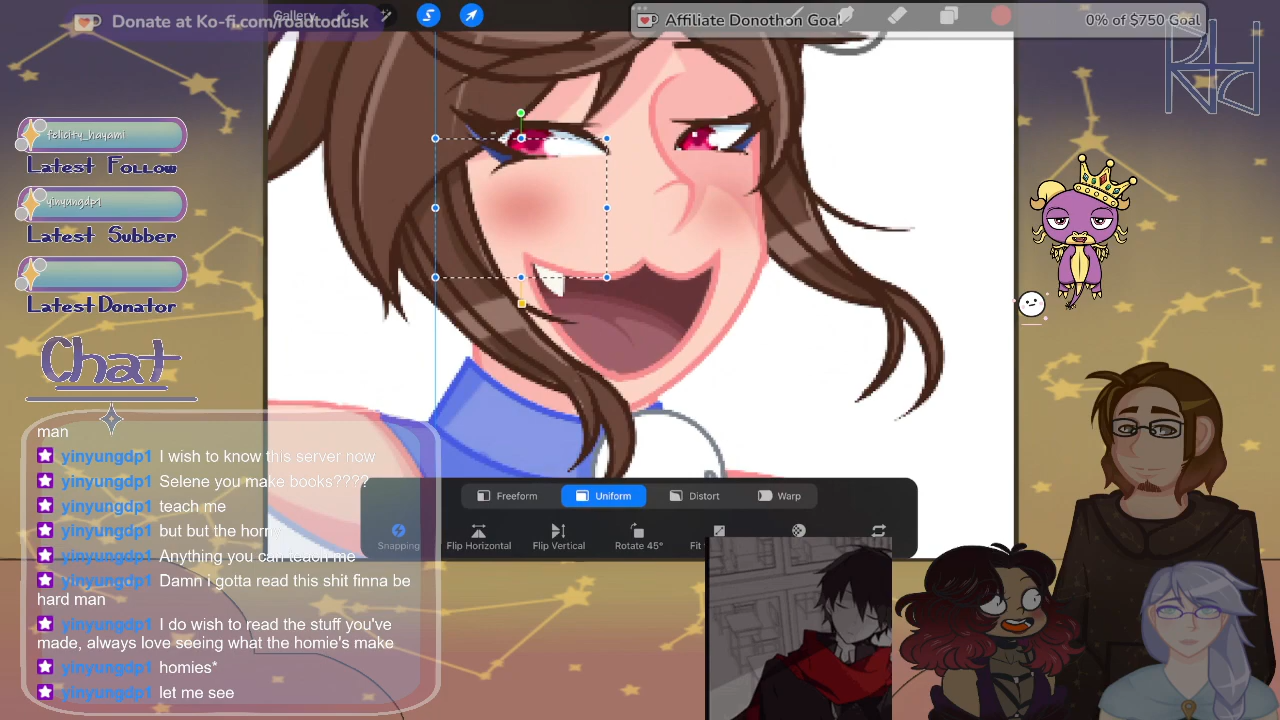 Donate at Ko-fi.com/roadtodusk
Gallery
Affiliate Donothon Goal
0% of $750 Goal
felicity_hayami
Latest Follow
yinyungdp1
Latest Subber
Latest Donator
Chat
man
yinyungdp1 I wish to know this server now
yinyungdp1 Selene you make books????
yinyungdp1 teach me
yinyungdp1 but but the horn
yinyungdp1 Anything you can teach me
yinyungdp1 Damn i gotta read this shit finna be
hard man
yinyungdp1 I do wish to read the stuff you've
made, always love seeing what the homie's make
yinyungdp1 homies*
yinyungdp1 let me see
Freeform
Uniform
Distort
Warp
Snapping
Flip Horizontal
Flip Vertical
Rotate 45°
Fit